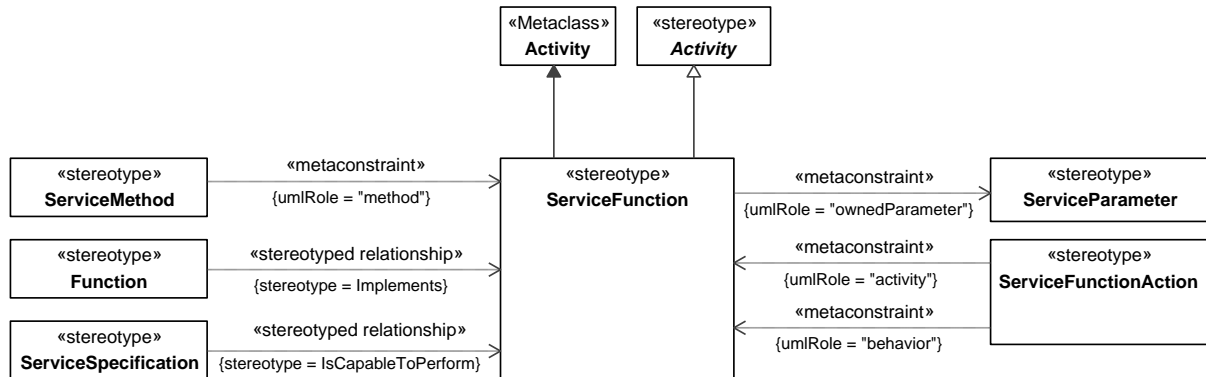 «Metaclass»
Activity
«stereotype»
Activity
«stereotype»
ServiceMethod
«metaconstraint»
{umlRole = "method"}
«stereotype»
Function
«stereotyped relationship»
{stereotype = Implements}
«stereotype»
ServiceSpecification
«stereotyped relationship»
{stereotype = IsCapableToPerform}
«stereotype»
ServiceFunction
«metaconstraint»
{umlRole = "ownedParameter"}
«stereotype»
ServiceParameter
«metaconstraint»
{umlRole = "activity"}
«stereotype»
ServiceFunctionAction
«metaconstraint»
{umlRole = "behavior"}